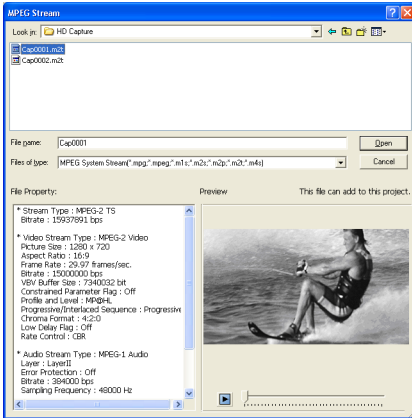 MPEG Stream
Look in: HD Capture
Cap0001.m2t
Cap0002.m2t
File name: Cap0001 Open
Files of type: MPEG System Stream(*.mpg;*.mpeg;*.m1s;*.m2s;*.m2p;*.m2t;*.m4s) Cancel
File Property: Preview This file can add to this project.
* Stream Type : MPEG-2 TS
Bitrate : 15937891 bps
* Video Stream Type : MPEG-2 Video
Picture Size : 1280 x 720
Aspect Ratio : 16:9
Frame Rate : 29.97 frames/sec.
Bitrate : 15000000 bps
VBV Buffer Size : 7340032 bit
Constrained Parameter Flag : Off
Profile and Level : MP@HL
Progressive/Interlaced Sequence : Progressive
Chroma Format : 4:2:0
Low Delay Flag : Off
Rate Control : CBR
* Audio Stream Type : MPEG-1 Audio
Layer : LayerII
Error Protection : Off
Bitrate : 384000 bps
Sampling Frequency : 48000 Hz